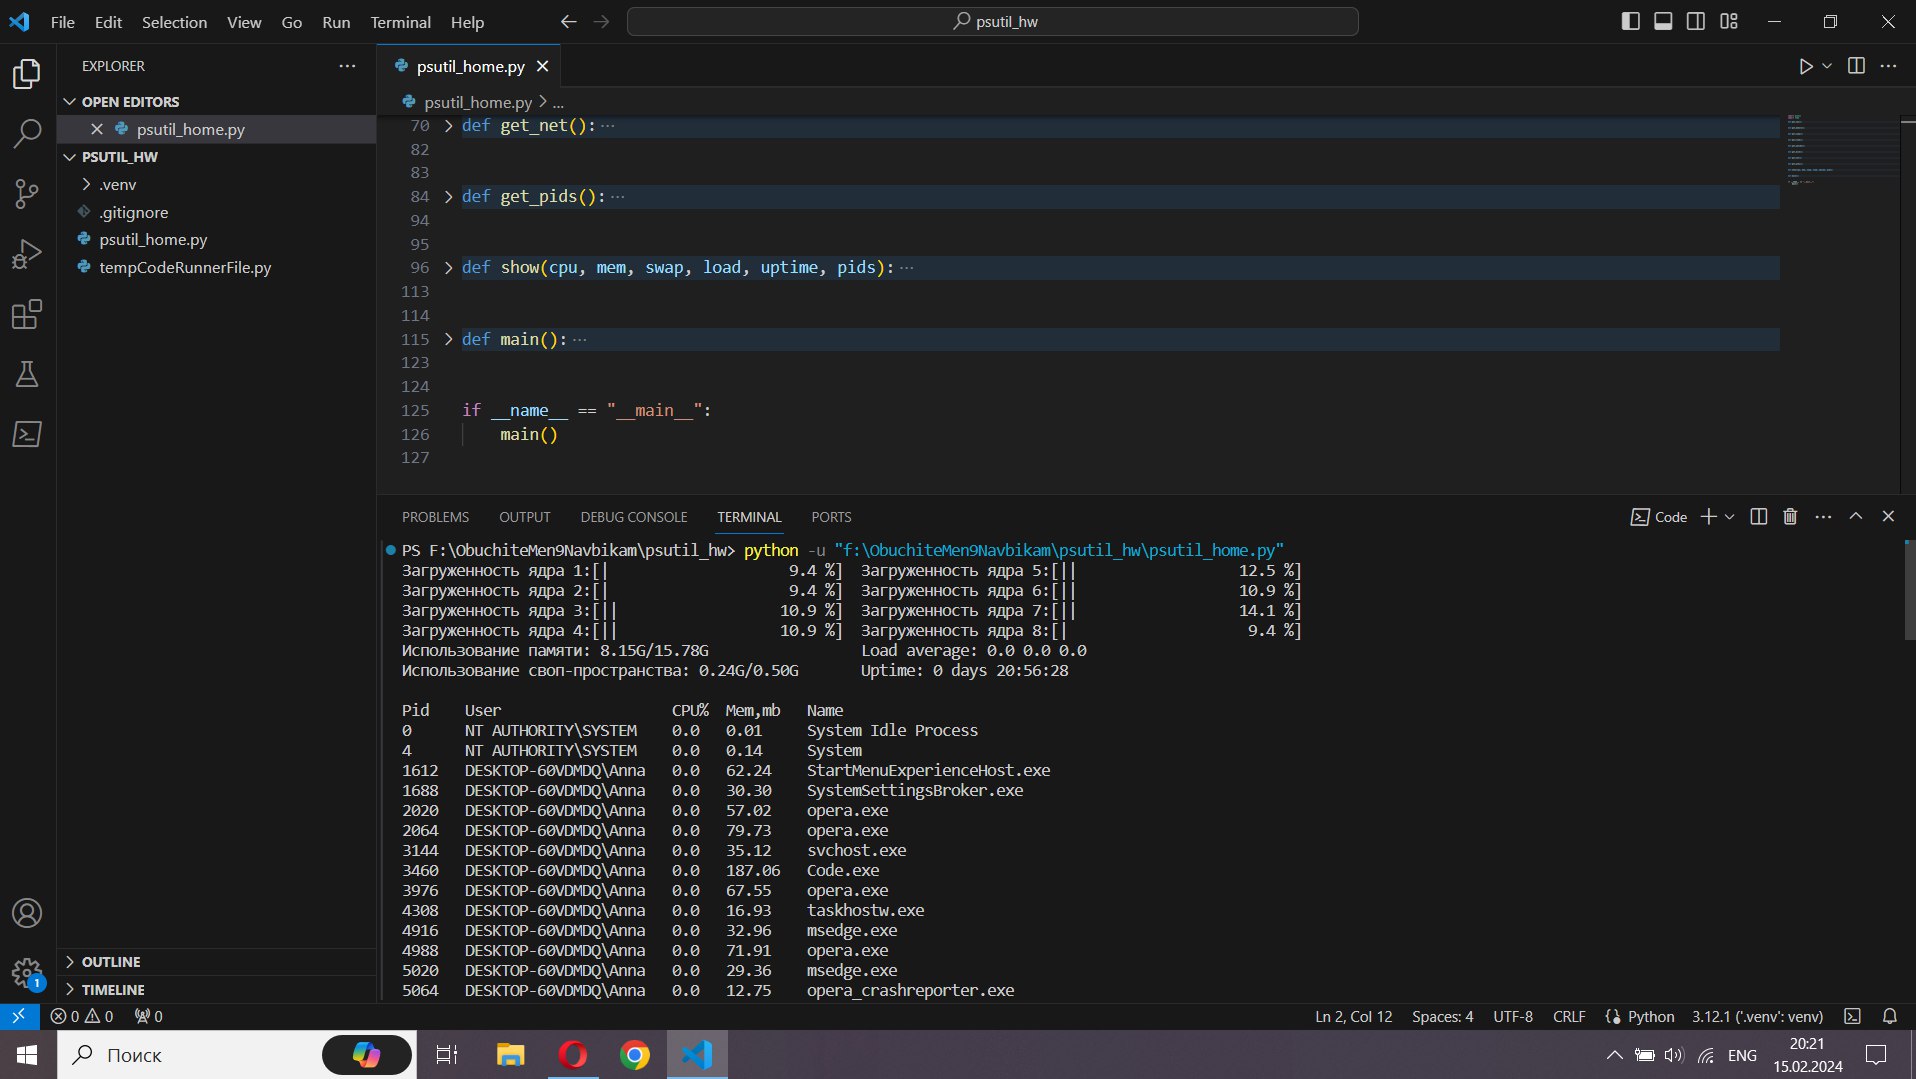 File Edit Selection View Go Run Terminal Help
psutil_hw
EXPLORER
OPEN EDITORS
psutil_home.py
PSUTIL_HW
.venv
.gitignore
psutil_home.py
tempCodeRunnerFile.py
OUTLINE
TIMELINE
psutil_home.py
psutil_home.py > ...
70 def get_net():···
82
83
84 def get_pids():···
94
95
96 def show(cpu, mem, swap, load, uptime, pids):···
113
114
115 def main():···
123
124
125 if __name__ == "__main__":
126 main()
127
PROBLEMS OUTPUT DEBUG CONSOLE TERMINAL PORTS
Code
PS F:\ObuchiteMen9Navbikam\psutil_hw> python -u "f:\ObuchiteMen9Navbikam\psutil_hw\psutil_home.py"
Загруженность ядра 1:[| 9.4 %] Загруженность ядра 5:[|| 12.5 %]
Загруженность ядра 2:[| 9.4 %] Загруженность ядра 6:[|| 10.9 %]
Загруженность ядра 3:[|| 10.9 %] Загруженность ядра 7:[|| 14.1 %]
Загруженность ядра 4:[|| 10.9 %] Загруженность ядра 8:[| 9.4 %]
Использование памяти: 8.15G/15.78G Load average: 0.0 0.0 0.0
Использование своп-пространства: 0.24G/0.50G Uptime: 0 days 20:56:28
Pid User CPU% Mem,mb Name
0 NT AUTHORITY\SYSTEM 0.0 0.01 System Idle Process
4 NT AUTHORITY\SYSTEM 0.0 0.14 System
1612 DESKTOP-60VDMDQ\Anna 0.0 62.24 StartMenuExperienceHost.exe
1688 DESKTOP-60VDMDQ\Anna 0.0 30.30 SystemSettingsBroker.exe
2020 DESKTOP-60VDMDQ\Anna 0.0 57.02 opera.exe
2064 DESKTOP-60VDMDQ\Anna 0.0 79.73 opera.exe
3144 DESKTOP-60VDMDQ\Anna 0.0 35.12 svchost.exe
3460 DESKTOP-60VDMDQ\Anna 0.0 187.06 Code.exe
3976 DESKTOP-60VDMDQ\Anna 0.0 67.55 opera.exe
4308 DESKTOP-60VDMDQ\Anna 0.0 16.93 taskhostw.exe
4916 DESKTOP-60VDMDQ\Anna 0.0 32.96 msedge.exe
4988 DESKTOP-60VDMDQ\Anna 0.0 71.91 opera.exe
5020 DESKTOP-60VDMDQ\Anna 0.0 29.36 msedge.exe
5064 DESKTOP-60VDMDQ\Anna 0.0 12.75 opera_crashreporter.exe
1
0 0 0 Ln 2, Col 12 Spaces: 4 UTF-8 CRLF Python 3.12.1 ('.venv': venv)
Поиск
ENG
20:21
15.02.2024